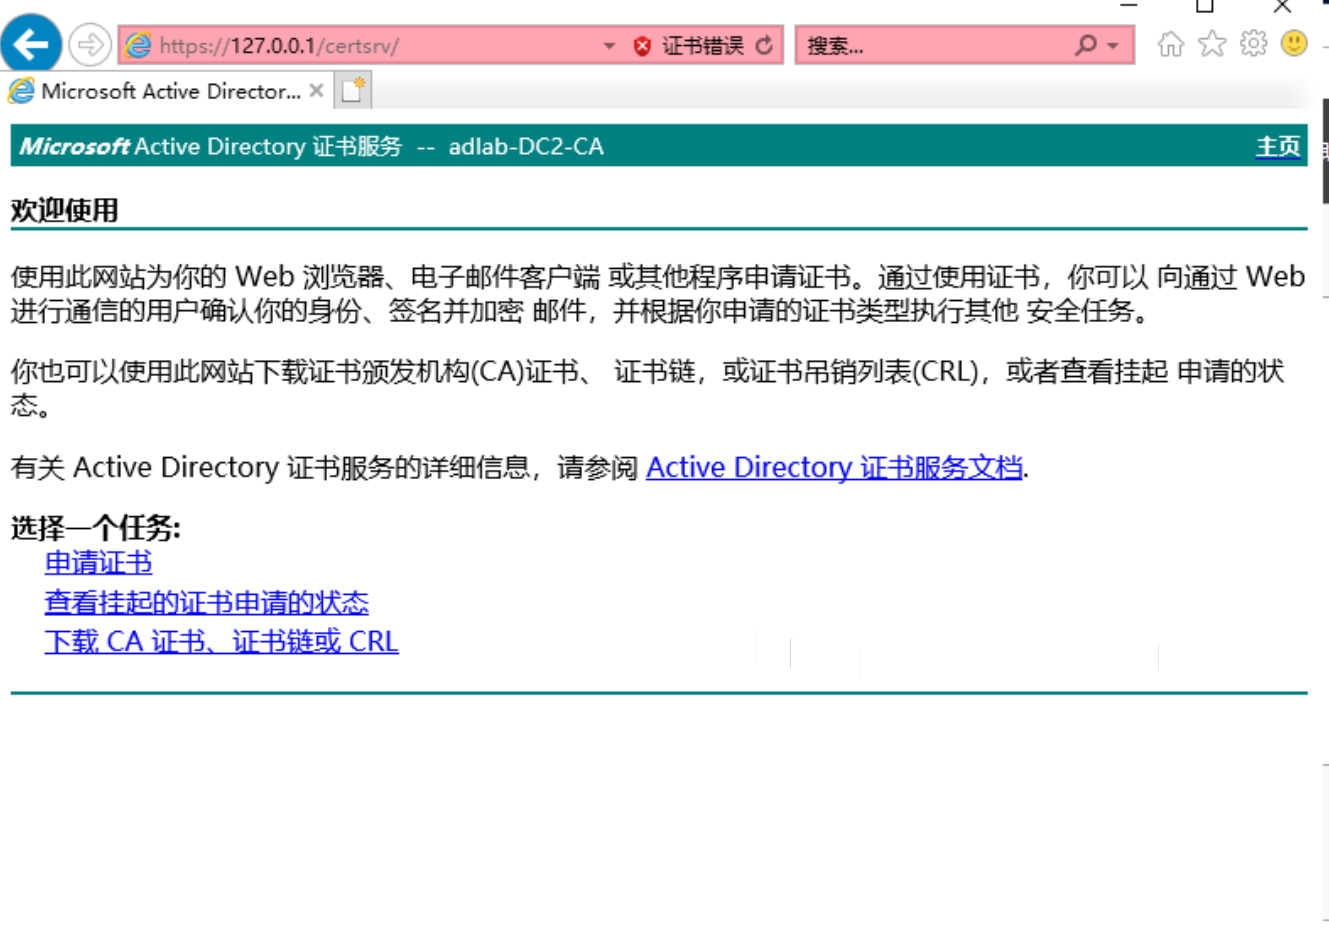 https://127.0.0.1/certsrv/ 证书错误 搜索...
Microsoft Active Director...
Microsoft Active Directory 证书服务 -- adlab-DC2-CA 主页
欢迎使用
使用此网站为你的 Web 浏览器、电子邮件客户端 或其他程序申请证书。通过使用证书，你可以 向通过 Web
进行通信的用户确认你的身份、签名并加密 邮件，并根据你申请的证书类型执行其他 安全任务。
你也可以使用此网站下载证书颁发机构(CA)证书、 证书链，或证书吊销列表(CRL)，或者查看挂起 申请的状
态。
有关 Active Directory 证书服务的详细信息，请参阅 Active Directory 证书服务文档.
选择一个任务:
申请证书
查看挂起的证书申请的状态
下载 CA 证书、证书链或 CRL